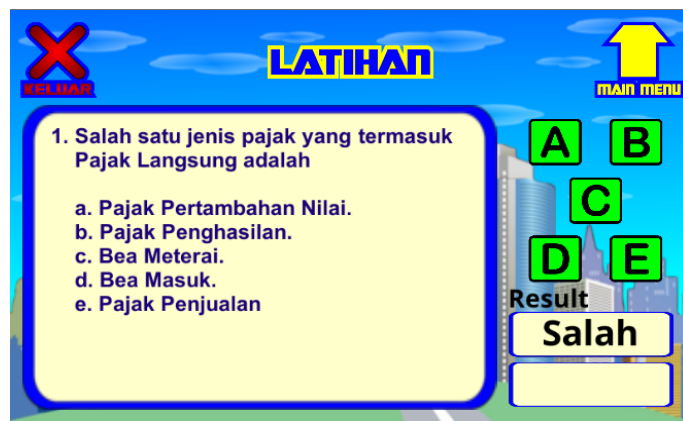 LATIHAN
KELUAR
MAIN MENU
1. Salah satu jenis pajak yang termasuk
Pajak Langsung adalah
a. Pajak Pertambahan Nilai.
b. Pajak Penghasilan.
c. Bea Meterai.
d. Bea Masuk.
e. Pajak Penjualan
A B
C
D E
Result
Salah